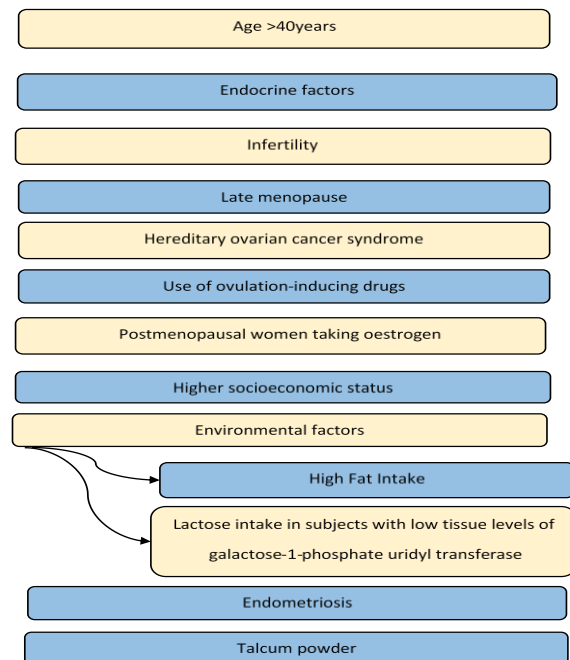 Age >40years
Endocrine factors
Infertility
Late menopause
Hereditary ovarian cancer syndrome
Use of ovulation-inducing drugs
Postmenopausal women taking oestrogen
Higher socioeconomic status
Environmental factors
High Fat Intake
Lactose intake in subjects with low tissue levels of
galactose-1-phosphate uridyl transferase
Endometriosis
Talcum powder